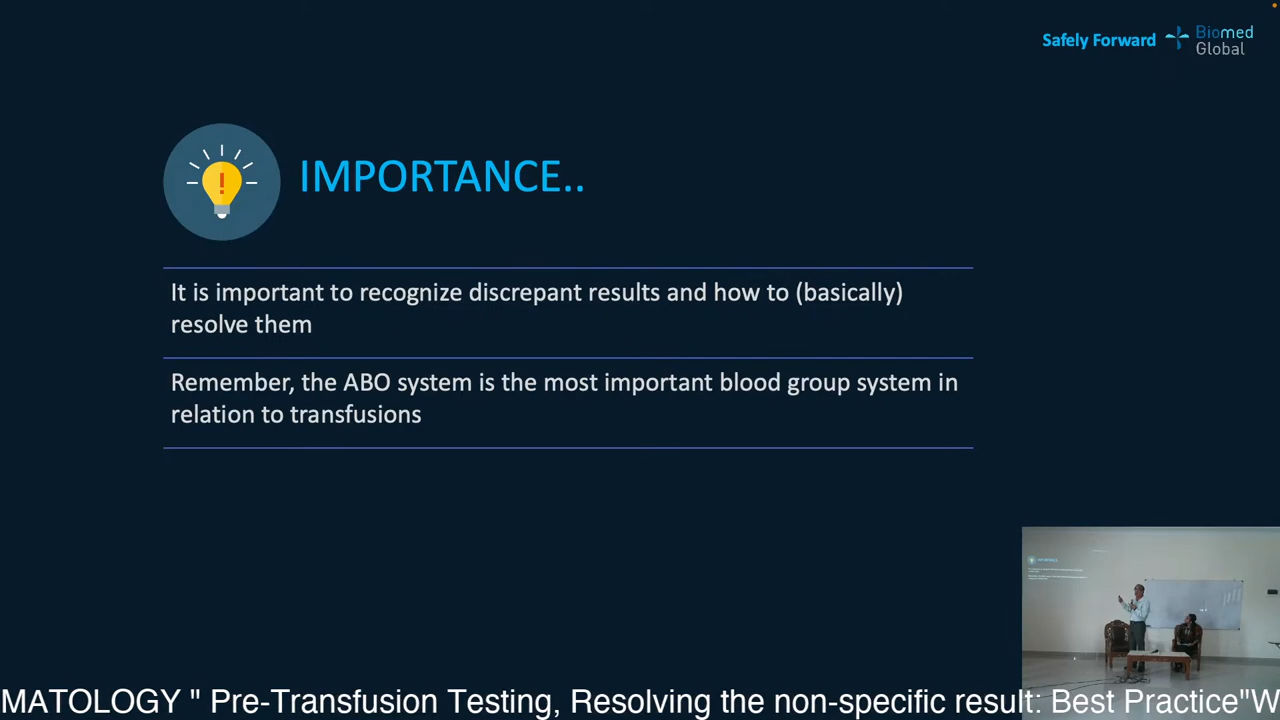 Safely Forward
Biomed
Global
IMPORTANCE..
It is important to recognize discrepant results and how to (basically)
resolve them
Remember, the ABO system is the most important blood group system in
relation to transfusions
MATOLOGY " Pre-Transfusion Testing, Resolving the non-specific result: Best Practice"W